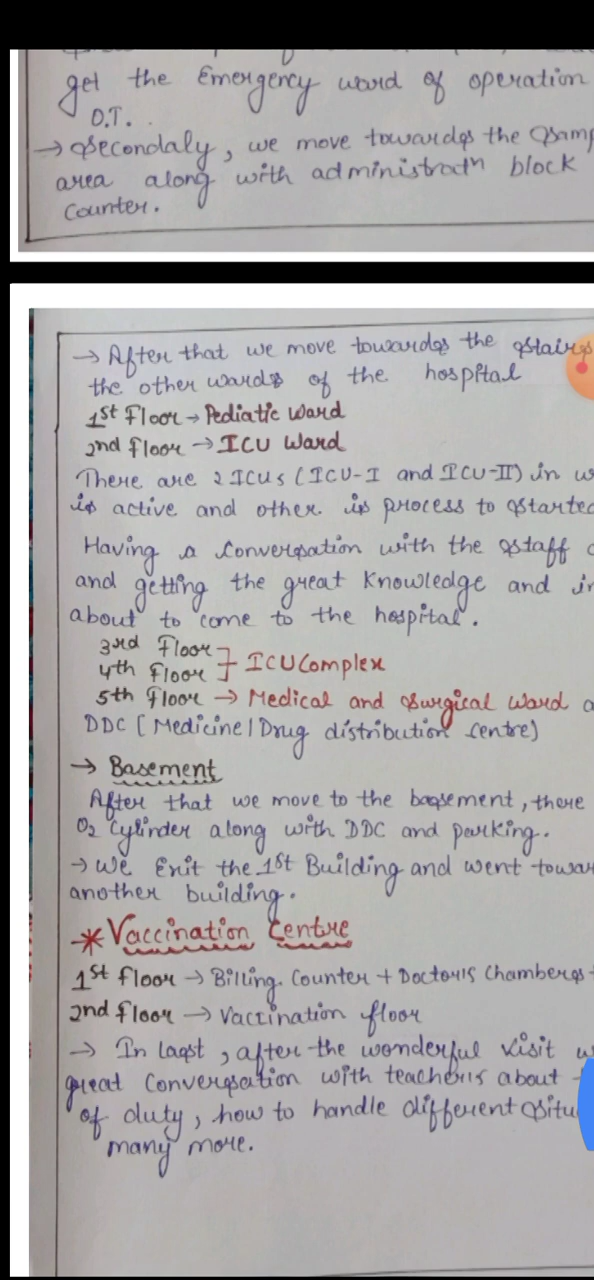 get the Emergency ward of operation
O.T.
→ Secondaly, we move towards the Samp
area along with administratn block
Counter.
→ After that we move towards the stairs
the other wards of the hospital
1st Floor → Pediatic Ward
2nd Floor → ICU Ward
There are 2 ICUs (ICU-I and ICU-II) in w
is active and other is process to started
Having a Conversation with the staff
and getting the great Knowledge and in
about to come to the hospital.
3rd Floor
4th Floor } ICU Complex
5th Floor → Medical and Surgical Ward a
DDC [Medicine/Drug distribution Centre)
→ Basement
After that we move to the basement, there
O2 Cylinder along with DDC and parking.
→ We Exit the 1st Building and went towar
another building.
* Vaccination Centre
1st floor → Billing Counter + Doctor's Chambers +
2nd floor → Vaccination floor
→ In last, after the wonderful visit w
great Conversation with teacher's about
of duty, how to handle different situ
many more.